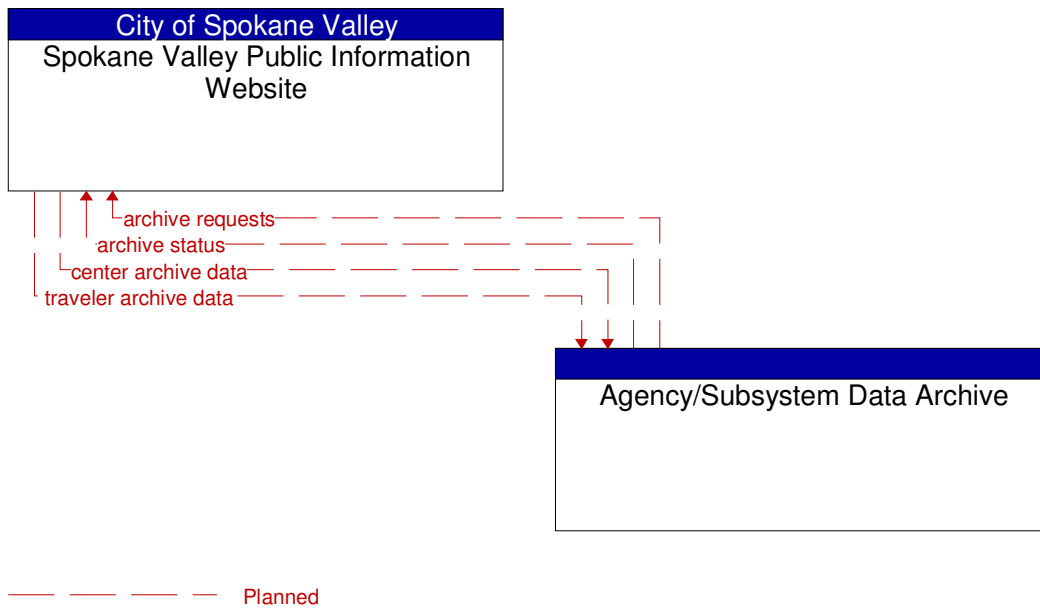 City of Spokane Valley
Spokane Valley Public Information
Website
archive requests
archive status
center archive data
traveler archive data
Agency/Subsystem Data Archive
Planned